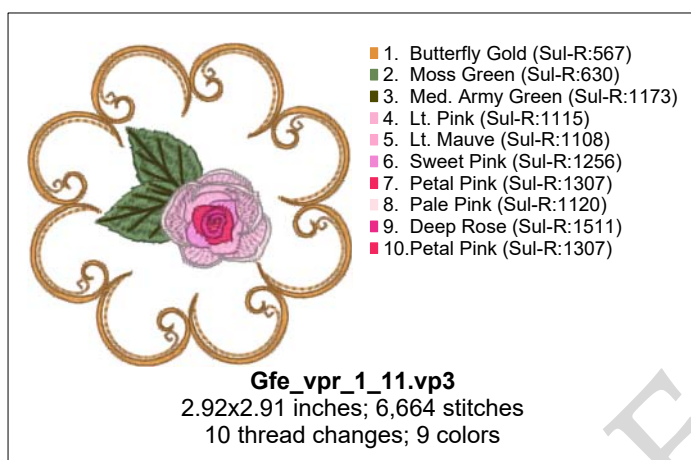 1. Butterfly Gold (Sul-R:567)
2. Moss Green (Sul-R:630)
3. Med. Army Green (Sul-R:1173)
4. Lt. Pink (Sul-R:1115)
5. Lt. Mauve (Sul-R:1108)
6. Sweet Pink (Sul-R:1256)
7. Petal Pink (Sul-R:1307)
8. Pale Pink (Sul-R:1120)
9. Deep Rose (Sul-R:1511)
10.Petal Pink (Sul-R:1307)
Gfe_vpr_1_11.vp3
2.92x2.91 inches; 6,664 stitches
10 thread changes; 9 colors